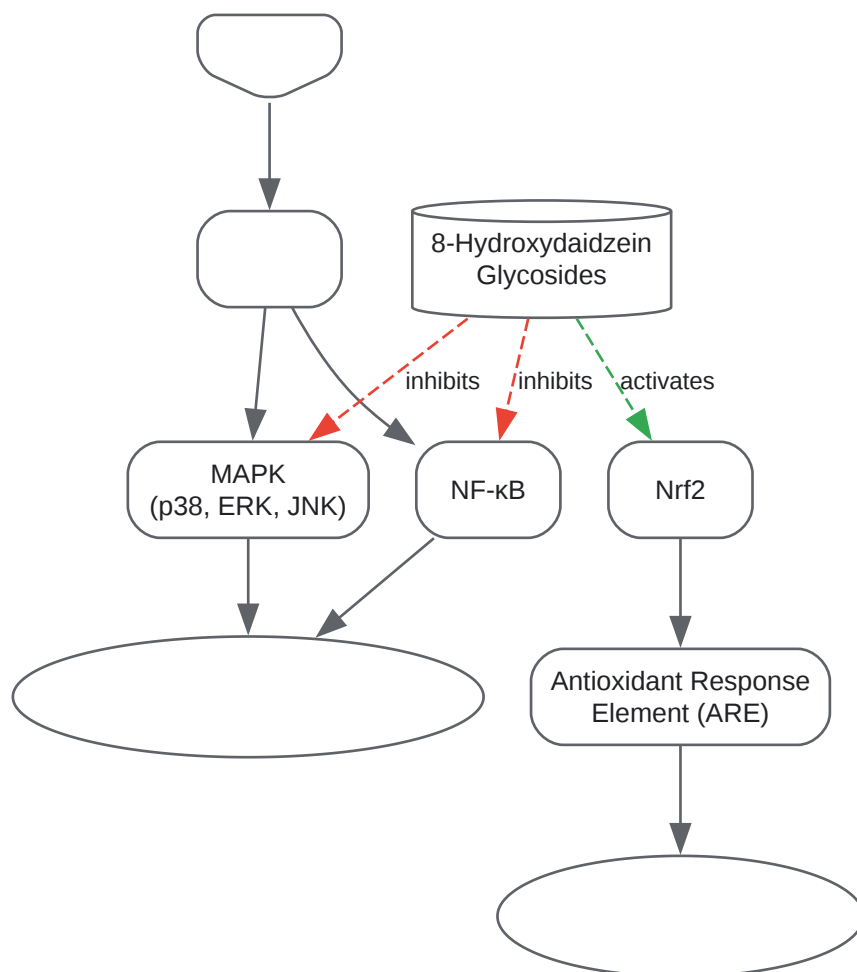 8-Hydroxydaidzein
Glycosides
inhibits
inhibits
activates
MAPK
(p38, ERK, JNK)
NF-κB
Nrf2
Antioxidant Response
Element (ARE)